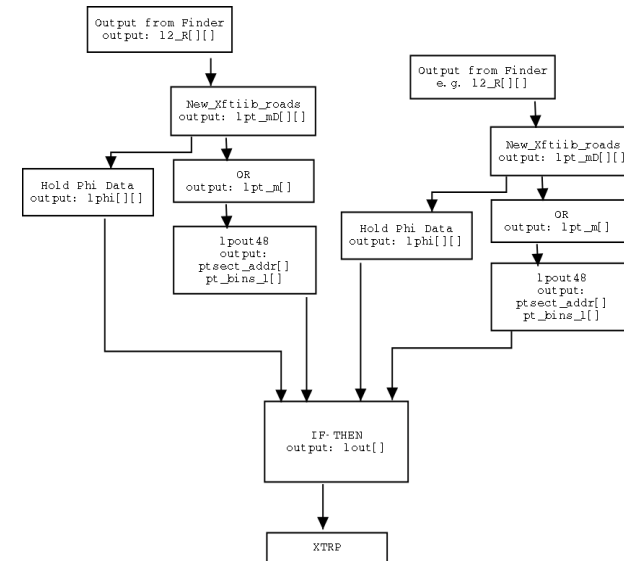 Output from Finder
output: l2_R[][]
New_Xftiib_roads
output: lpt_mD[][]
Hold Phi Data
output: lphi[][]
OR
output: lpt_m[]
lpout48
output:
ptsect_addr[]
pt_bins_l[]
Output from Finder
e.g. l2_R[][]
New_Xftiib_roads
output: lpt_mD[][]
Hold Phi Data
output: lphi[][]
OR
output: lpt_m[]
lpout48
output:
ptsect_addr[]
pt_bins_l[]
IF-THEN
output: lout[]
XTRP